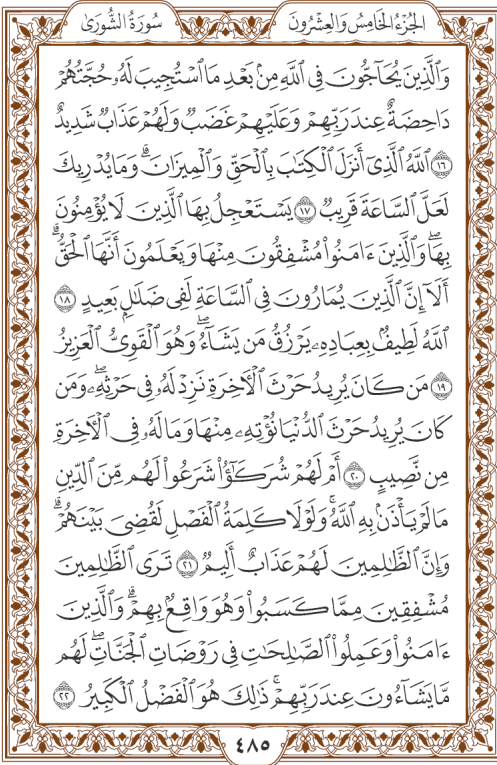 الجُزْءُ الخَامِسُ وَالعِشْرُونَ سُورَةُ الشُّورَىٰ
وَالَّذِينَ يُحَآجُّونَ فِي اللَّهِ مِنۢ بَعْدِ مَا اسْتُجِيبَ لَهُۥ حُجَّتُهُمْ
دَاحِضَةٌ عِندَ رَبِّهِمْ وَعَلَيْهِمْ غَضَبٌ وَلَهُمْ عَذَابٌ شَدِيدٌ
١٦ اللَّهُ الَّذِيٓ أَنزَلَ الْكِتَٰبَ بِالْحَقِّ وَالْمِيزَانَ ۗ وَمَا يُدْرِيكَ
لَعَلَّ السَّاعَةَ قَرِيبٌ ١٧ يَسْتَعْجِلُ بِهَا الَّذِينَ لَا يُؤْمِنُونَ
بِهَا ۖ وَالَّذِينَ ءَامَنُوا۟ مُشْفِقُونَ مِنْهَا وَيَعْلَمُونَ أَنَّهَا الْحَقُّ ۗ
أَلَآ إِنَّ الَّذِينَ يُمَارُونَ فِي السَّاعَةِ لَفِي ضَلَٰلٍۭ بَعِيدٍ ١٨
اللَّهُ لَطِيفٌۢ بِعِبَادِهِۦ يَرْزُقُ مَن يَشَآءُ ۖ وَهُوَ الْقَوِيُّ الْعَزِيزُ
١٩ مَن كَانَ يُرِيدُ حَرْثَ الْأَخِرَةِ نَزِدْ لَهُۥ فِي حَرْثِهِۦ ۖ وَمَن
كَانَ يُرِيدُ حَرْثَ الدُّنْيَا نُؤْتِهِۦ مِنْهَا وَمَا لَهُۥ فِي الْأَخِرَةِ
مِن نَّصِيبٍ ٢٠ أَمْ لَهُمْ شُرَكَٰٓؤُا۟ شَرَعُوا۟ لَهُم مِّنَ الدِّينِ
مَا لَمْ يَأْذَنۢ بِهِ اللَّهُ ۚ وَلَوْلَا كَلِمَةُ الْفَصْلِ لَقُضِيَ بَيْنَهُمْ ۗ
وَإِنَّ الظَّٰلِمِينَ لَهُمْ عَذَابٌ أَلِيمٌ ٢١ تَرَى الظَّٰلِمِينَ
مُشْفِقِينَ مِمَّا كَسَبُوا۟ وَهُوَ وَاقِعٌۢ بِهِمْ ۗ وَالَّذِينَ
ءَامَنُوا۟ وَعَمِلُوا۟ الصَّٰلِحَٰتِ فِي رَوْضَاتِ الْجَنَّاتِ ۖ لَهُم
مَّا يَشَآءُونَ عِندَ رَبِّهِمْ ۚ ذَٰلِكَ هُوَ الْفَضْلُ الْكَبِيرُ ٢٢
٤٨٥